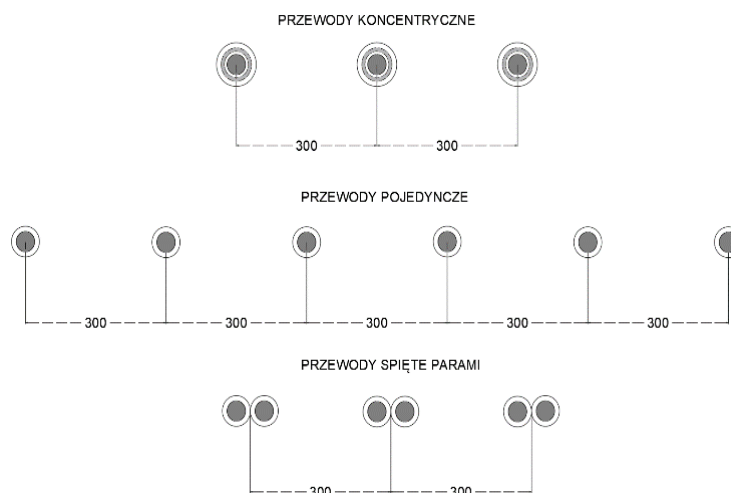 PRZEWODY KONCENTRYCZNE
300 300
PRZEWODY POJEDYNCZE
300 300 300 300 300
PRZEWODY SPIĘTE PARAMI
300 300